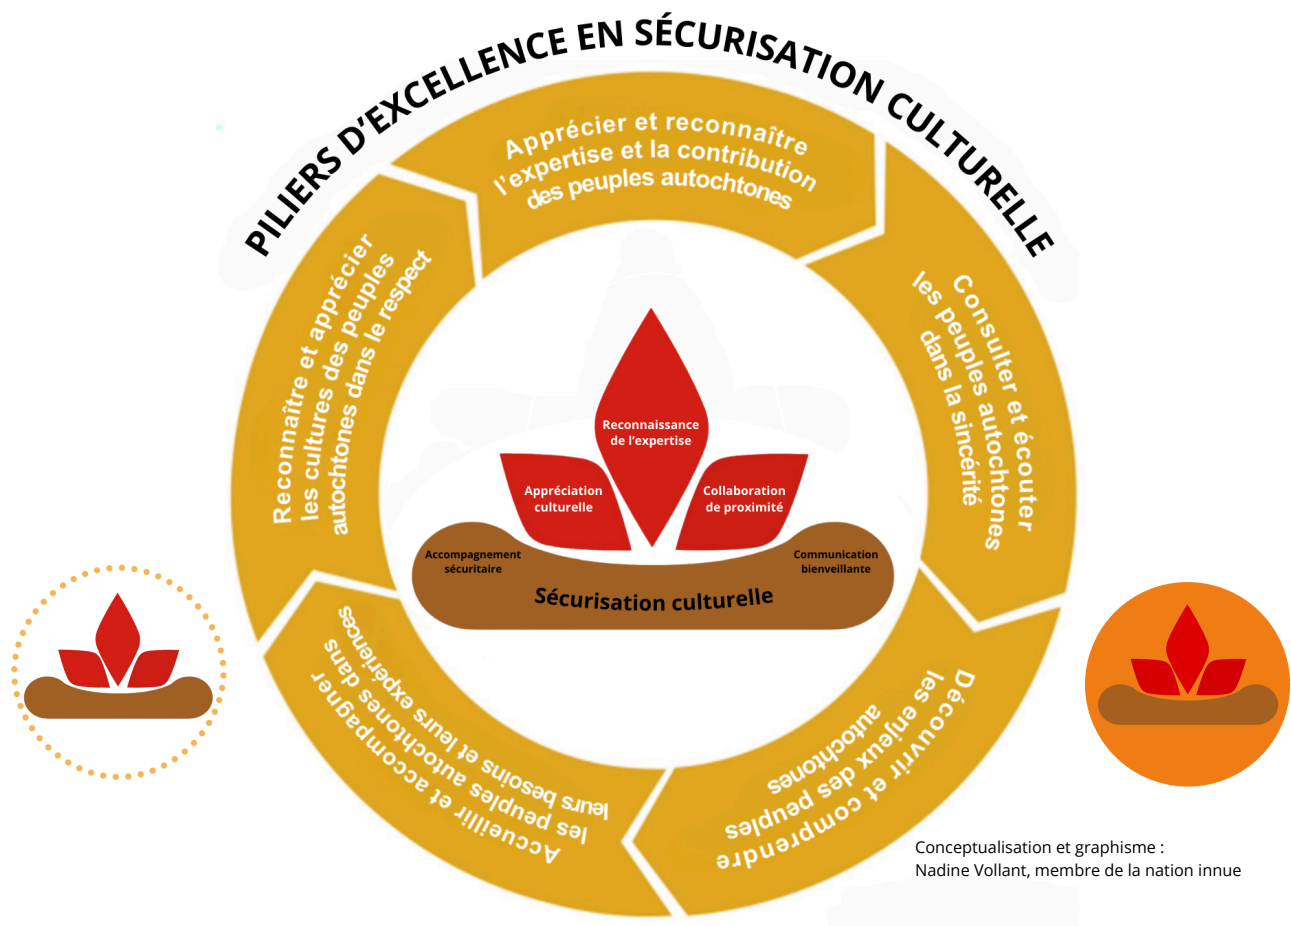 PILIERS D'EXCELLENCE EN SÉCURISATION CULTURELLE
Apprécier et reconnaître
l'expertise et la contribution
des peuples autochtones
Consulter et écouter
les peuples autochtones
dans la sincérité
Découvrir et comprendre
les enjeux des peuples
autochtones
Accueillir et accompagner
les peuples autochtones dans
leurs besoins et leurs expériences
Reconnaître et apprécier
les cultures des peuples
autochtones dans le respect
Reconnaissance
de l'expertise
Appréciation
culturelle
Collaboration
de proximité
Accompagnement
sécuritaire
Communication
bienveillante
Sécurisation culturelle
Conceptualisation et graphisme :
Nadine Vollant, membre de la nation innue